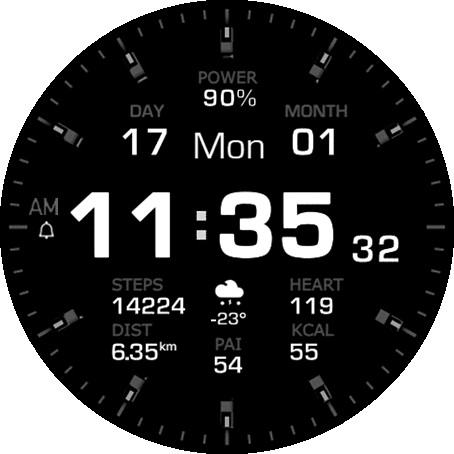 POWER
90%
DAY MONTH
17 Mon 01
AM 11:35 32
STEPS HEART
14224 -23° 119
DIST PAI KCAL
6.35km 54 55